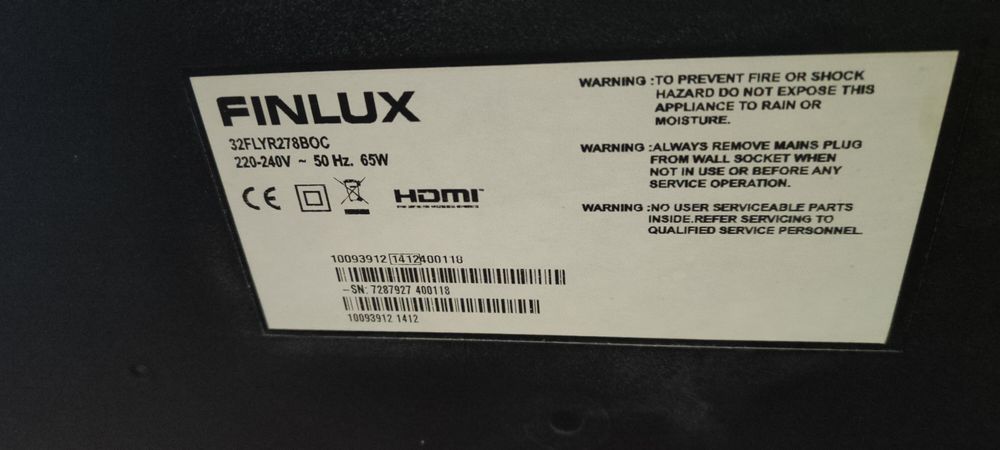 FINLUX
32FLYR278BOC
220-240V ~ 50 Hz. 65W
CE
HDMI™
10093912 1412400118
-SN: 7287927 400118
10093912 1412
WARNING :TO PREVENT FIRE OR SHOCK
HAZARD DO NOT EXPOSE THIS
APPLIANCE TO RAIN OR
MOISTURE.
WARNING :ALWAYS REMOVE MAINS PLUG
FROM WALL SOCKET WHEN
NOT IN USE OR BEFORE ANY
SERVICE OPERATION.
WARNING :NO USER SERVICEABLE PARTS
INSIDE.REFER SERVICING TO
QUALIFIED SERVICE PERSONNEL.